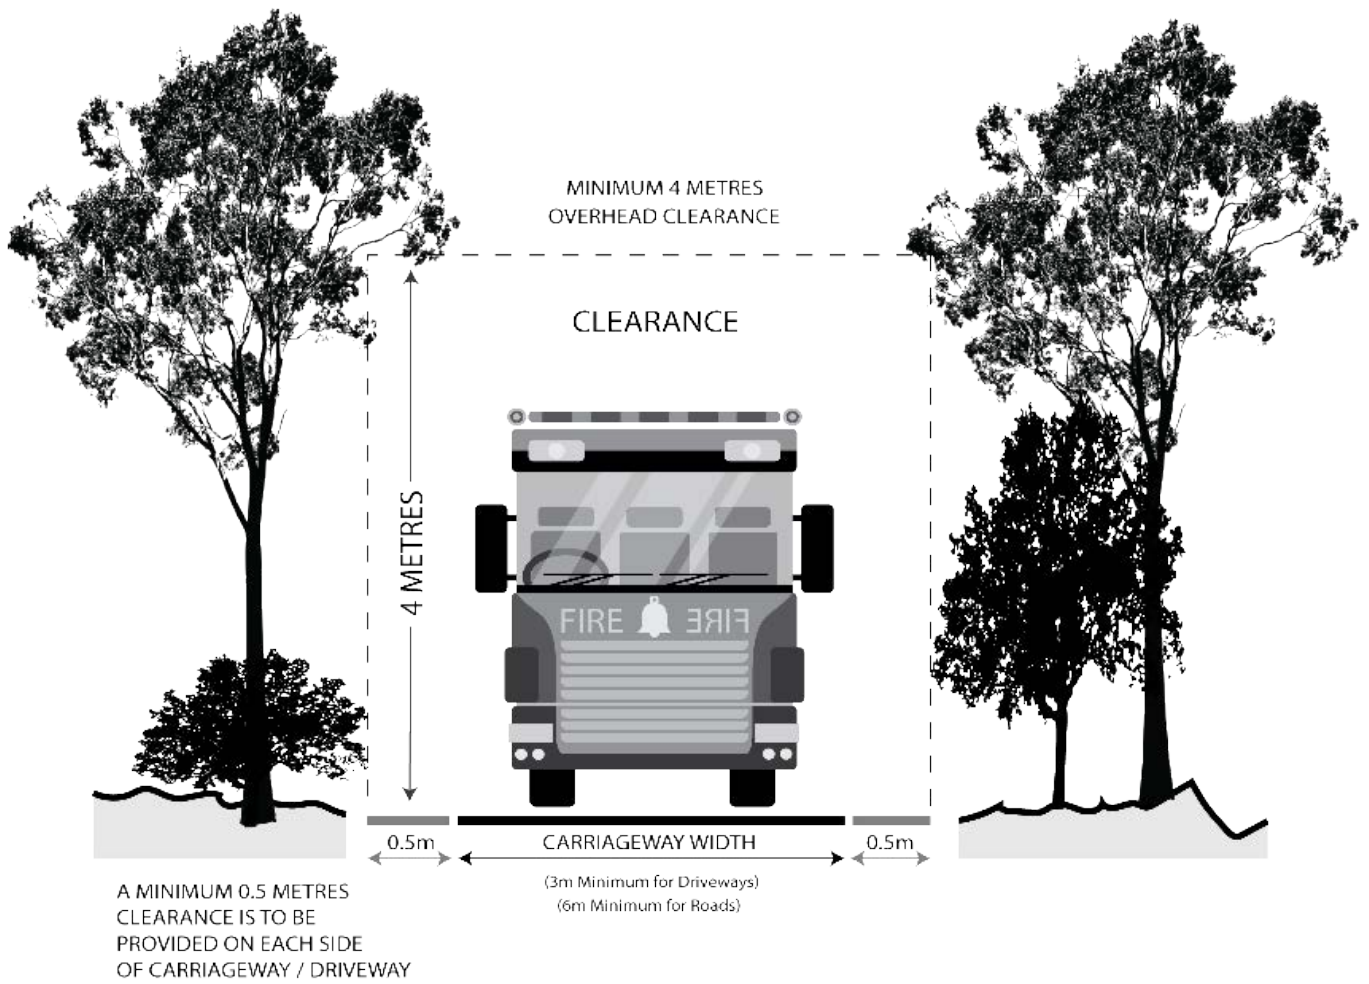 MINIMUM 4 METRES
OVERHEAD CLEARANCE
CLEARANCE
4 METRES
FIRE FIRE
0.5m
CARRIAGEWAY WIDTH
0.5m
(3m Minimum for Driveways)
(6m Minimum for Roads)
A MINIMUM 0.5 METRES
CLEARANCE IS TO BE
PROVIDED ON EACH SIDE
OF CARRIAGEWAY / DRIVEWAY